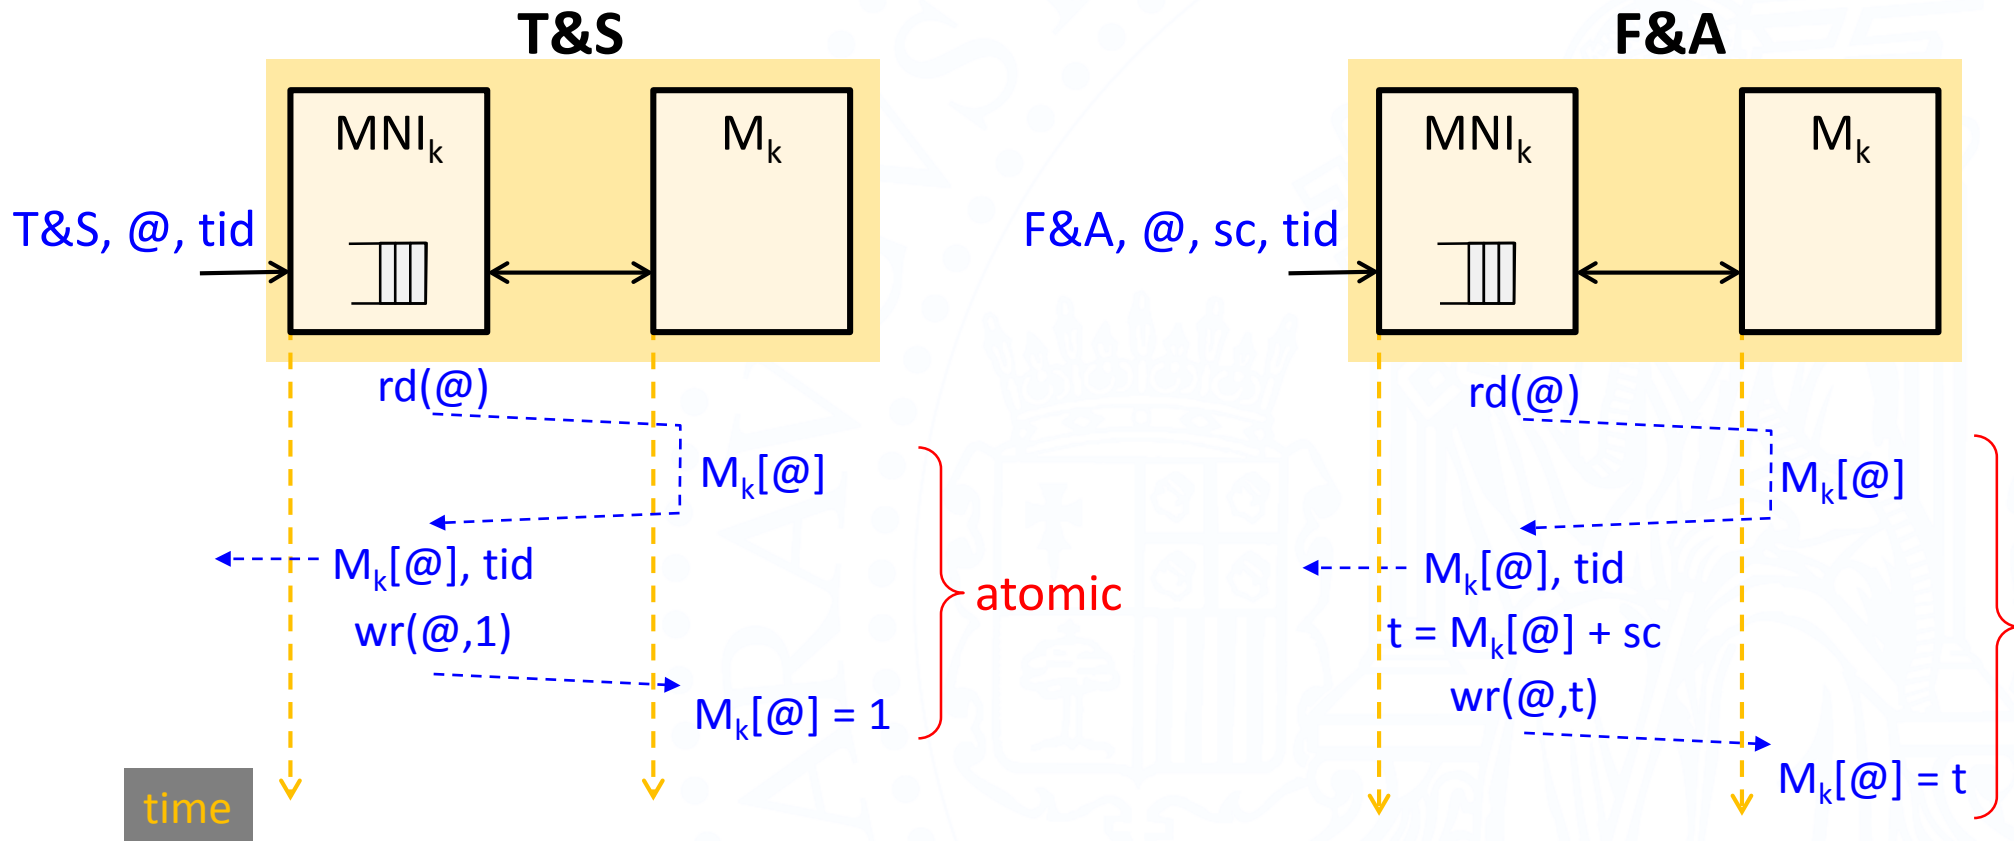 T&S
MNIₖ
Mₖ
T&S, @, tid
rd(@)
Mₖ[@]
Mₖ[@], tid
wr(@,1)
Mₖ[@] = 1
atomic
time
F&A
MNIₖ
Mₖ
F&A, @, sc, tid
rd(@)
Mₖ[@]
Mₖ[@], tid
t = Mₖ[@] + sc
wr(@,t)
Mₖ[@] = t